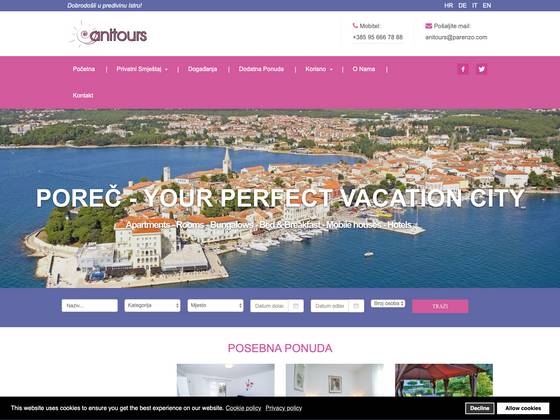 Dobrodošli u predivinu Istru!
HR DE IT EN
anitours
Mobitel:
+385 95 666 78 88
Pošaljite mail:
anitours@parenzo.com
Početna | Privatni Smještaj | Događanja | Dodatna Ponuda | Korisno | O Nama |
Kontakt
POREČ - YOUR PERFECT VACATION CITY
Apartments - Rooms - Bungalows - Bed & Breakfast - Mobile houses - Hotels
Naziv...
Kategorija
Mjesto
Datum dolas
Datum odlas
Broj osoba
TRAŽI
POSEBNA PONUDA
This website uses cookies to ensure you get the best experience on our website. Cookie policy Privacy policy
Decline
Allow cookies